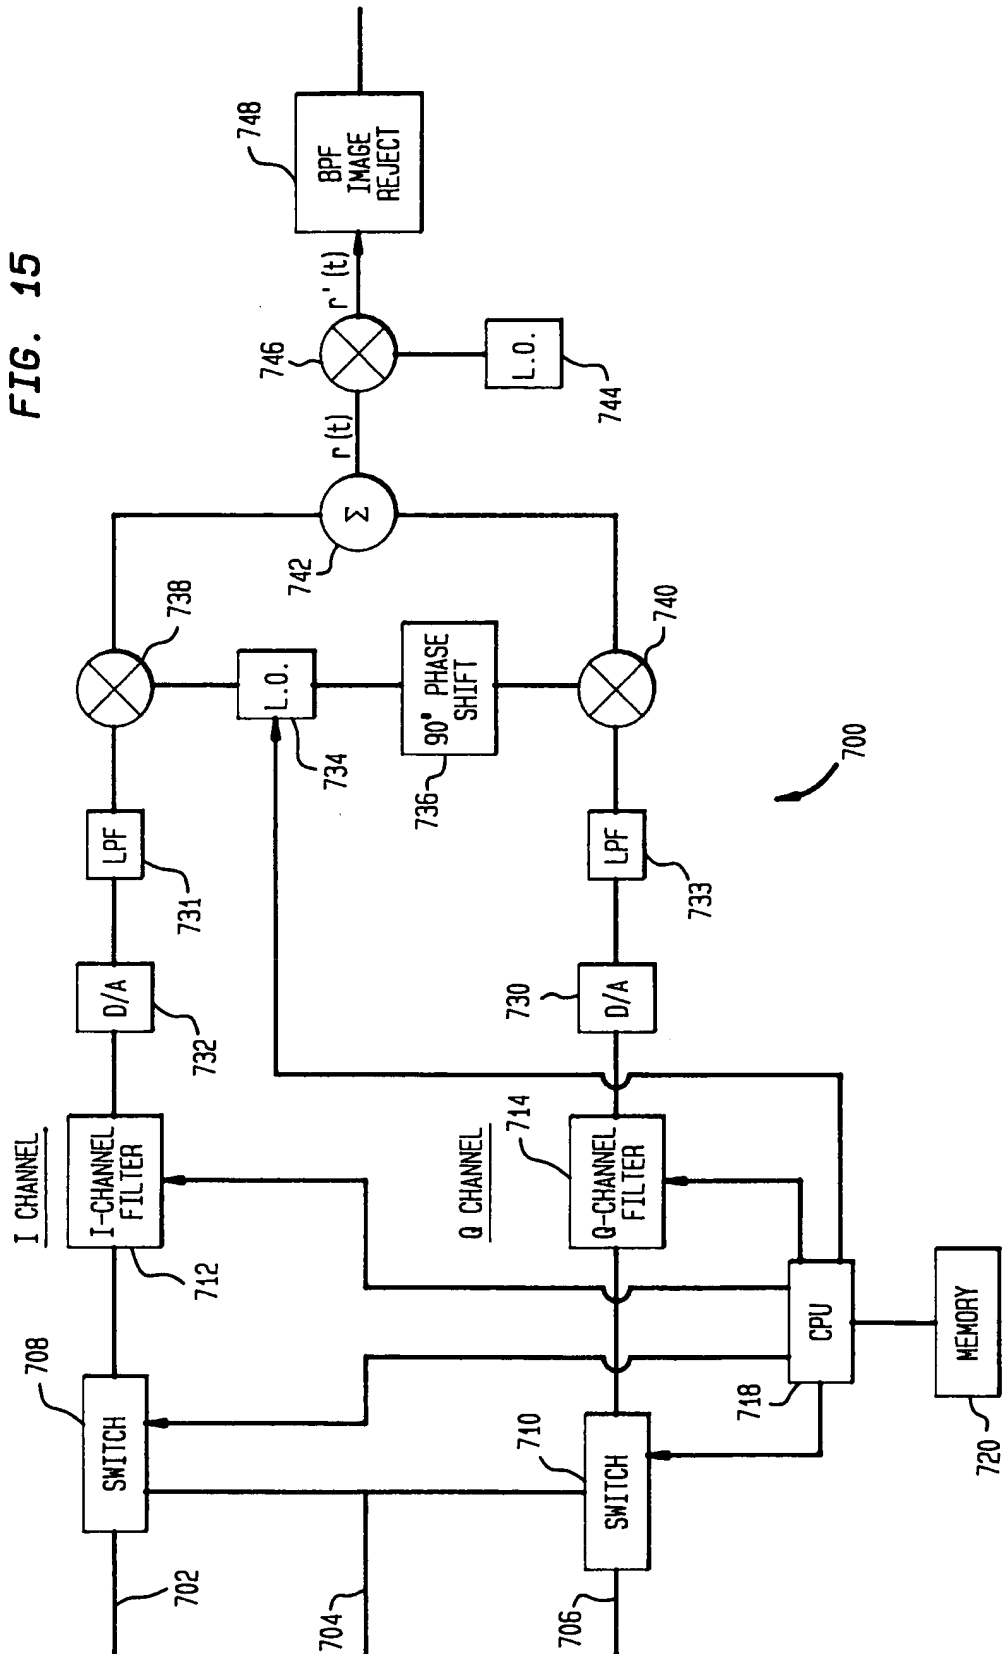 FIG. 15
I CHANNEL
702
708
SWITCH
I-CHANNEL
FILTER
712
D/A
732
LPF
731
738
L.O.
734
90° PHASE
SHIFT
736
742
Σ
r(t)
746
r'(t)
L.O.
744
748
BPF
IMAGE
REJECT
704
Q CHANNEL
706
710
SWITCH
714
Q-CHANNEL
FILTER
730
D/A
LPF
733
740
718
CPU
MEMORY
720
700